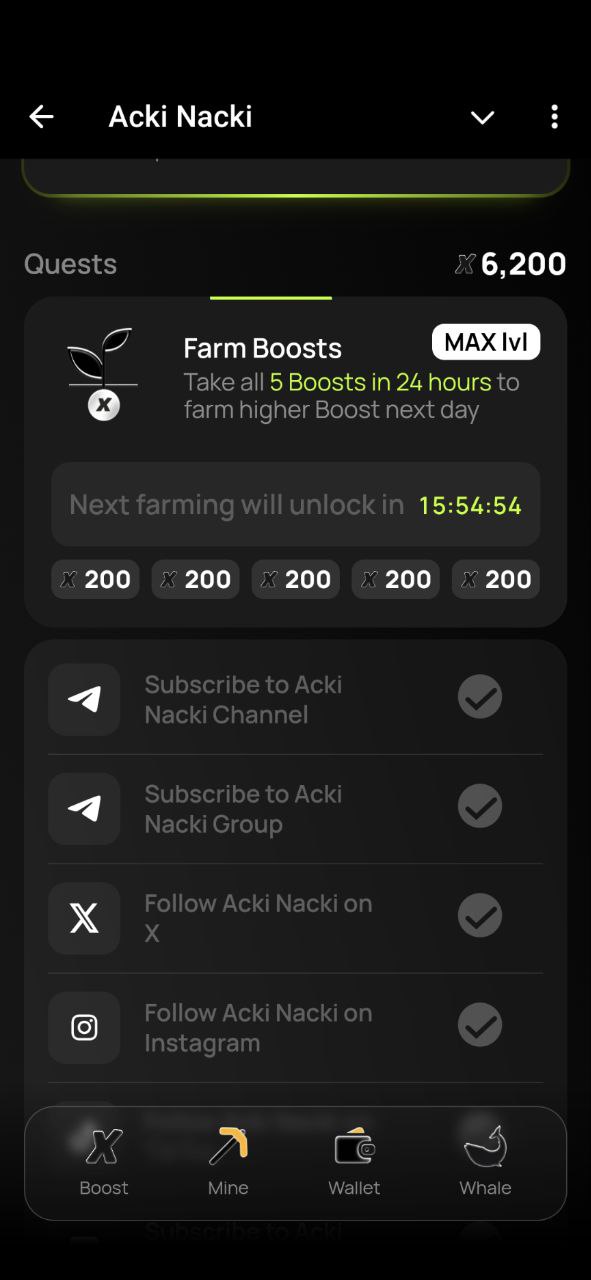 Acki Nacki
Quests
X 6,200
Farm Boosts
MAX lvl
Take all 5 Boosts in 24 hours to
farm higher Boost next day
X
Next farming will unlock in 15:54:54
X 200 X 200 X 200 X 200 X 200
Subscribe to Acki
Nacki Channel
Subscribe to Acki
Nacki Group
Follow Acki Nacki on
X
Follow Acki Nacki on
Instagram
Boost Mine Wallet Whale
Subscribe to Acki